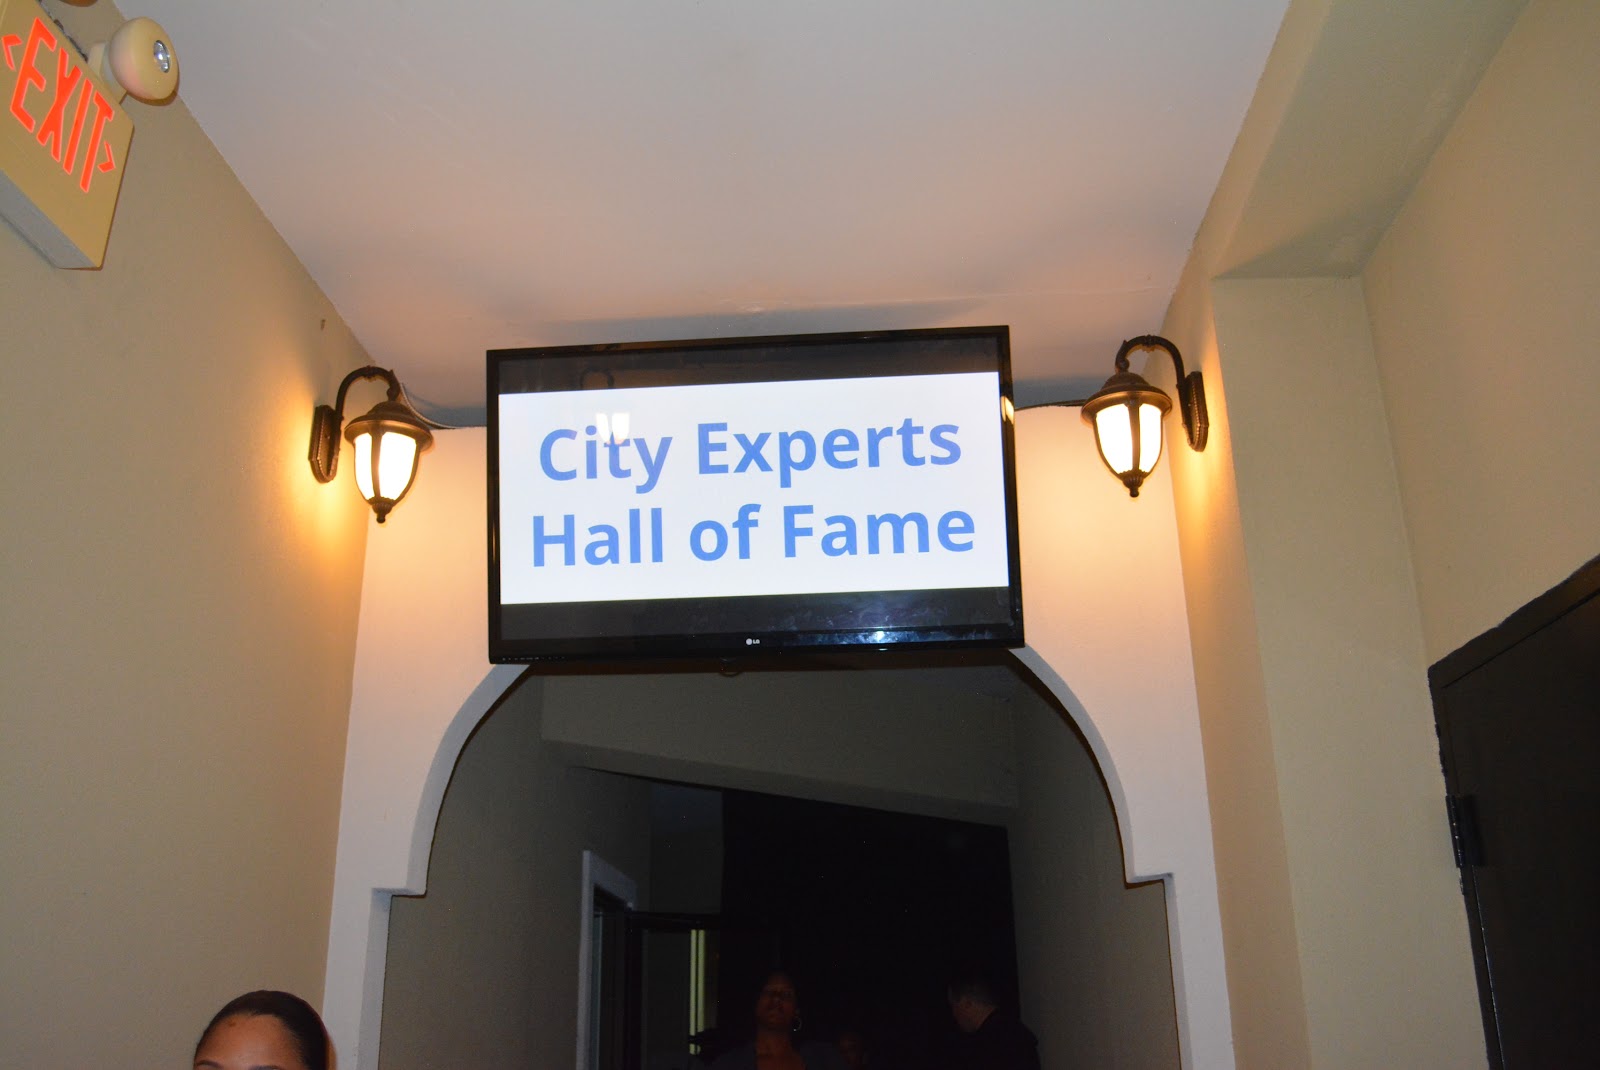 <EXIT>
City Experts
Hall of Fame
LG